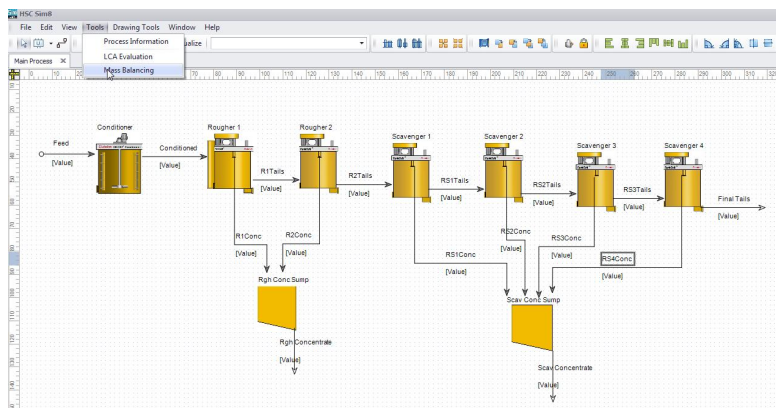 HSC Sim8
File Edit View Tools Drawing Tools Window Help
Process Information
LCA Evaluation
Mass Balancing
Main Process
Conditioner
Rougher 1
Rougher 2
Scavenger 1
Scavenger 2
Scavenger 3
Scavenger 4
Feed
[Value]
Conditioned
[Value]
R1Tails
[Value]
R2Tails
[Value]
RS1Tails
[Value]
RS2Tails
[Value]
RS3Tails
[Value]
Final Tails
[Value]
R1Conc
[Value]
R2Conc
[Value]
RS1Conc
[Value]
RS2Conc
[Value]
RS3Conc
[Value]
RS4Conc
[Value]
Rgh Conc Sump
Scav Conc Sump
Rgh Concentrate
[Value]
Scav Concentrate
[Value]